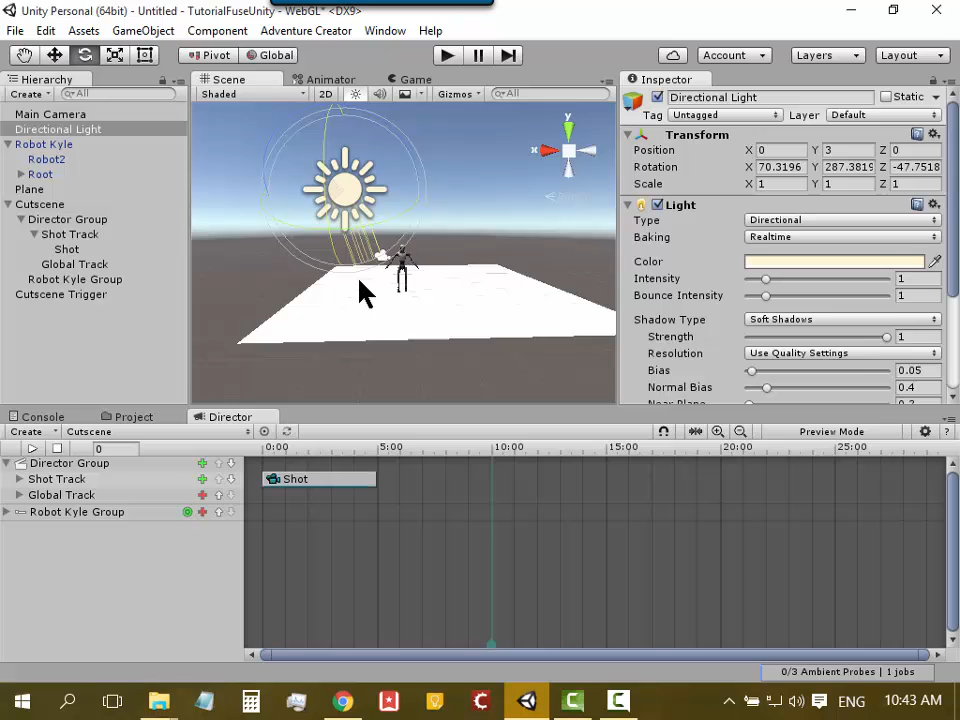 Unity Personal (64bit) - Untitled - TutorialFuseUnity - WebGL* <DX9>
File Edit Assets GameObject Component Adventure Creator Window Help
Pivot Global Account Layers Layout
Hierarchy Scene Animator Game Inspector
Create All Shaded 2D Gizmos All Directional Light Static
Tag Untagged Layer Default
Main Camera
Directional Light
Robot Kyle
Robot2
Root
Plane
Cutscene
Director Group
Shot Track
Shot
Global Track
Robot Kyle Group
Cutscene Trigger
y
x
Persp
Transform
Position X 0 Y 3 Z 0
Rotation X 70.3196 Y 287.3819 Z -47.7518
Scale X 1 Y 1 Z 1
Light
Type Directional
Baking Realtime
Color
Intensity 1
Bounce Intensity 1
Shadow Type Soft Shadows
Strength 1
Resolution Use Quality Settings
Bias 0.05
Normal Bias 0.4
Near Plane 0.2
Console Project Director
Create Cutscene Preview Mode ?
0 0:00 5:00 10:00 15:00 20:00 25:00
Director Group
Shot Track Shot
Global Track
Robot Kyle Group
0/3 Ambient Probes | 1 jobs
ENG 10:43 AM